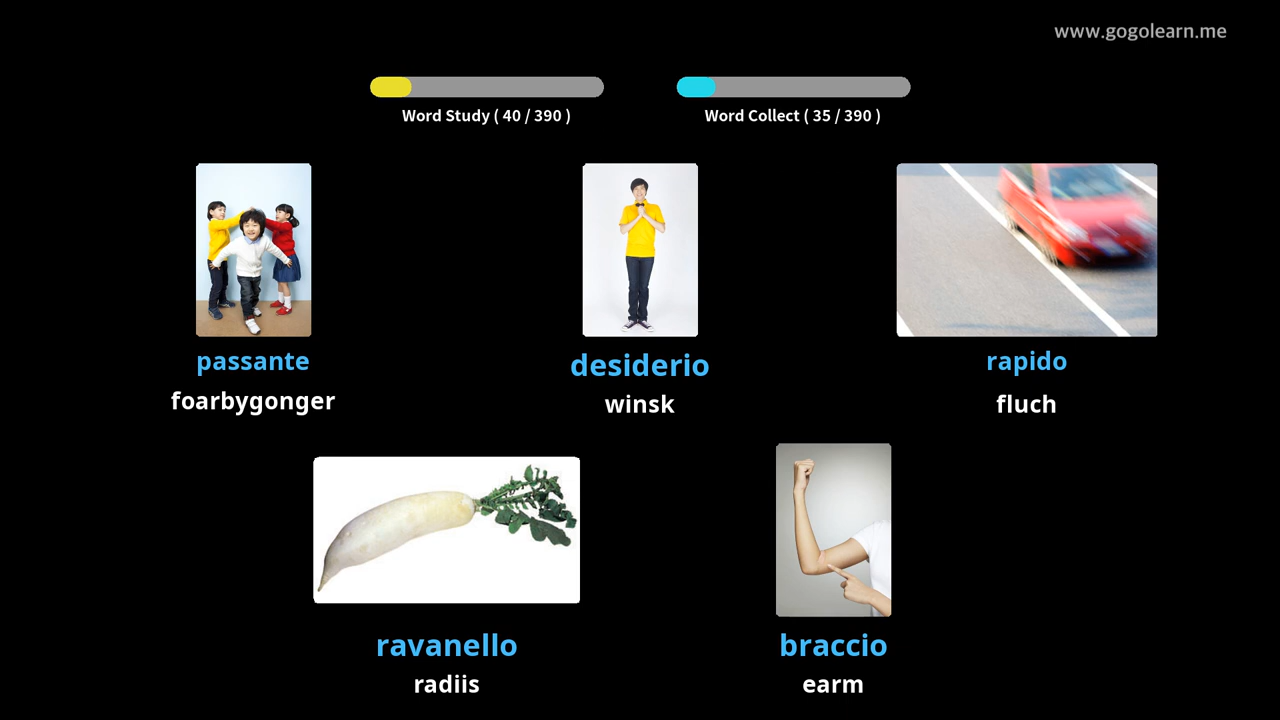 www.gogolearn.me
Word Study ( 40 / 390 )
Word Collect ( 35 / 390 )
passante
foarbygonger
desiderio
winsk
rapido
fluch
ravanello
radiis
braccio
earm